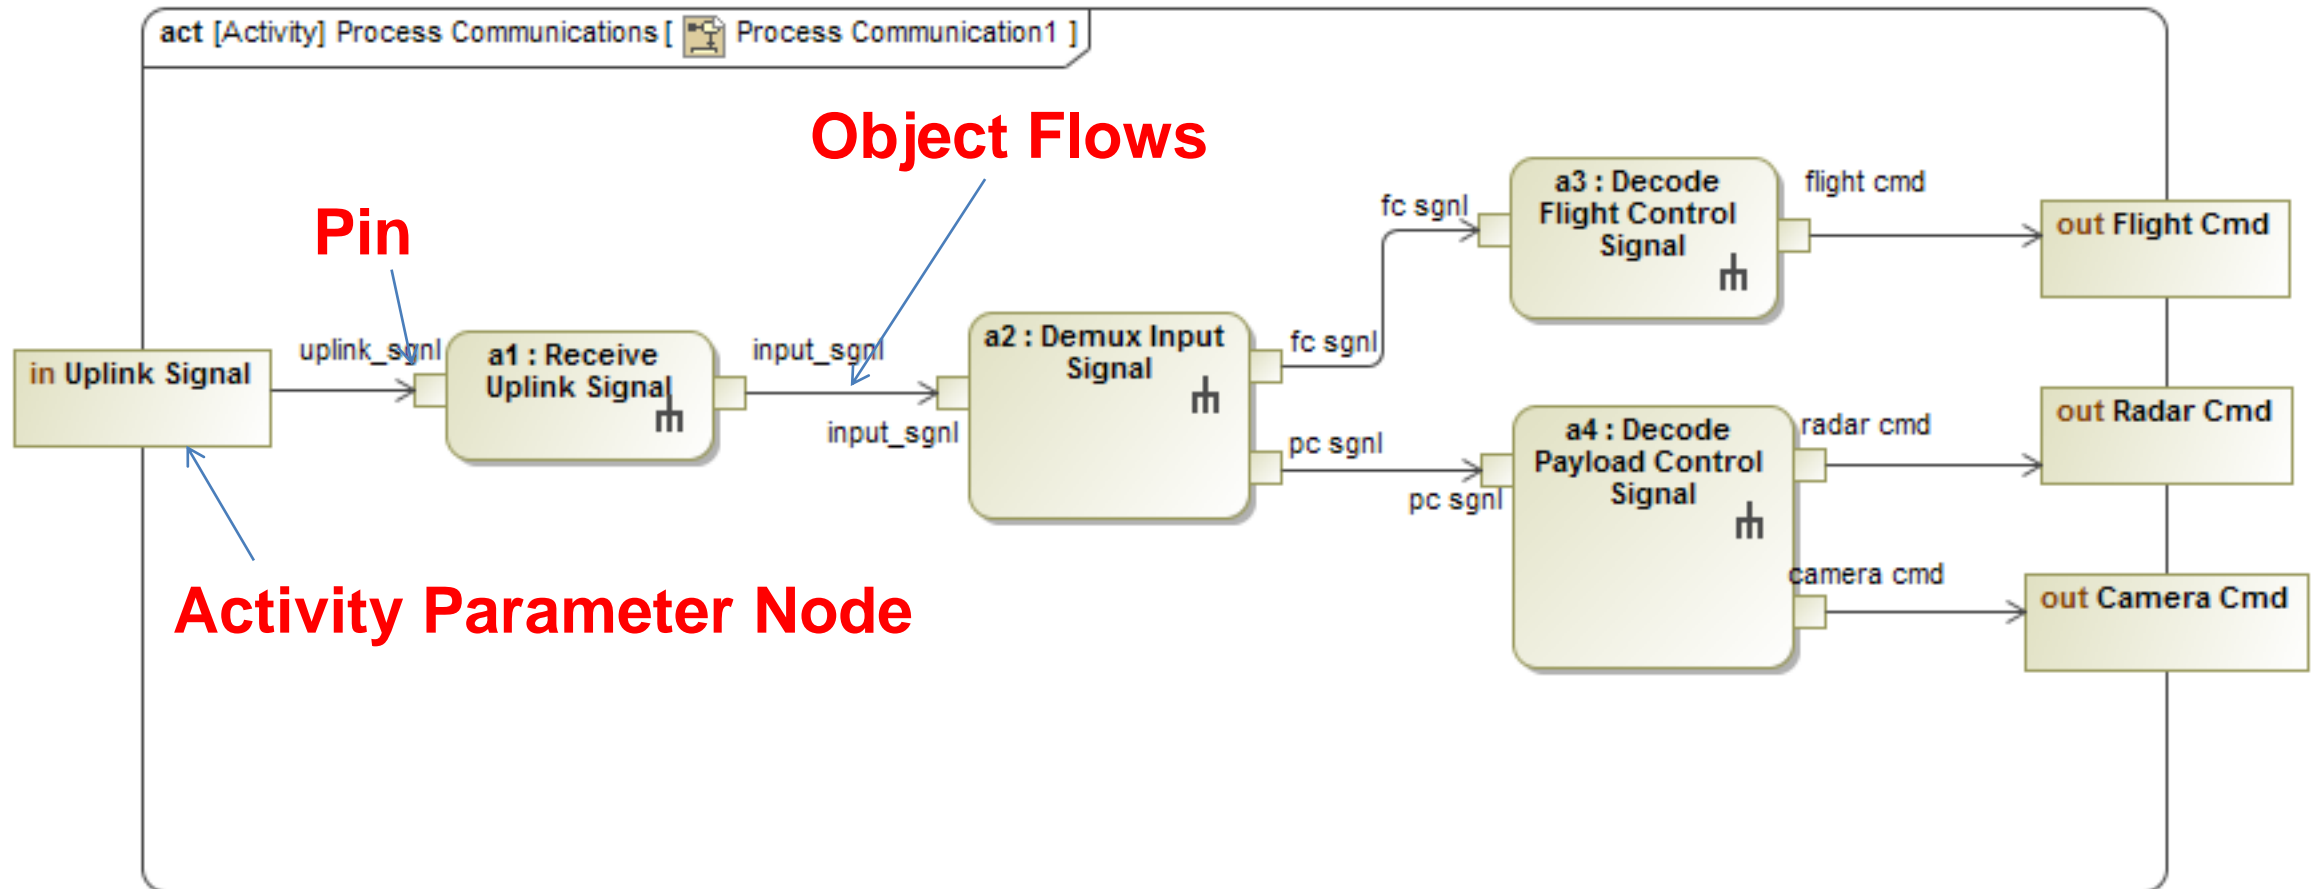 act [Activity] Process Communications [ Process Communication1 ]
Object Flows
Pin
Activity Parameter Node
in Uplink Signal
uplink_sgnl
a1 : Receive
Uplink Signal
input_sgnl
input_sgnl
a2 : Demux Input
Signal
fc sgnl
fc sgnl
pc sgnl
pc sgnl
a3 : Decode
Flight Control
Signal
flight cmd
out Flight Cmd
a4 : Decode
Payload Control
Signal
radar cmd
out Radar Cmd
camera cmd
out Camera Cmd